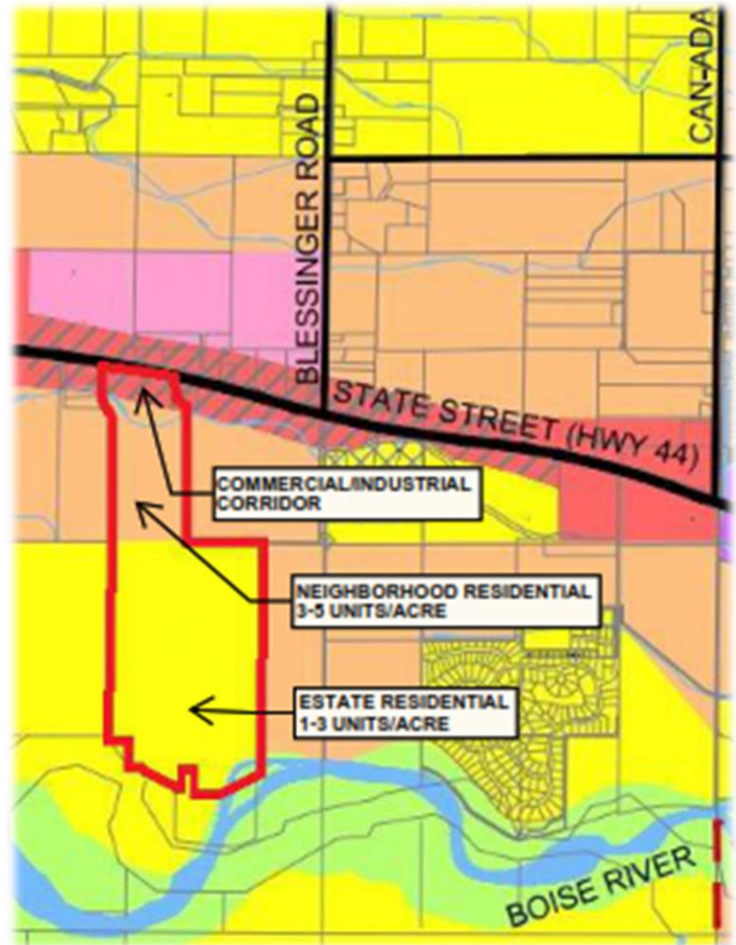 BLESSINGER ROAD
CAN-ADA
STATE STREET (HWY 44)
COMMERCIAL/INDUSTRIAL
CORRIDOR
NEIGHBORHOOD RESIDENTIAL
3-5 UNITS/ACRE
ESTATE RESIDENTIAL
1-3 UNITS/ACRE
BOISE RIVER